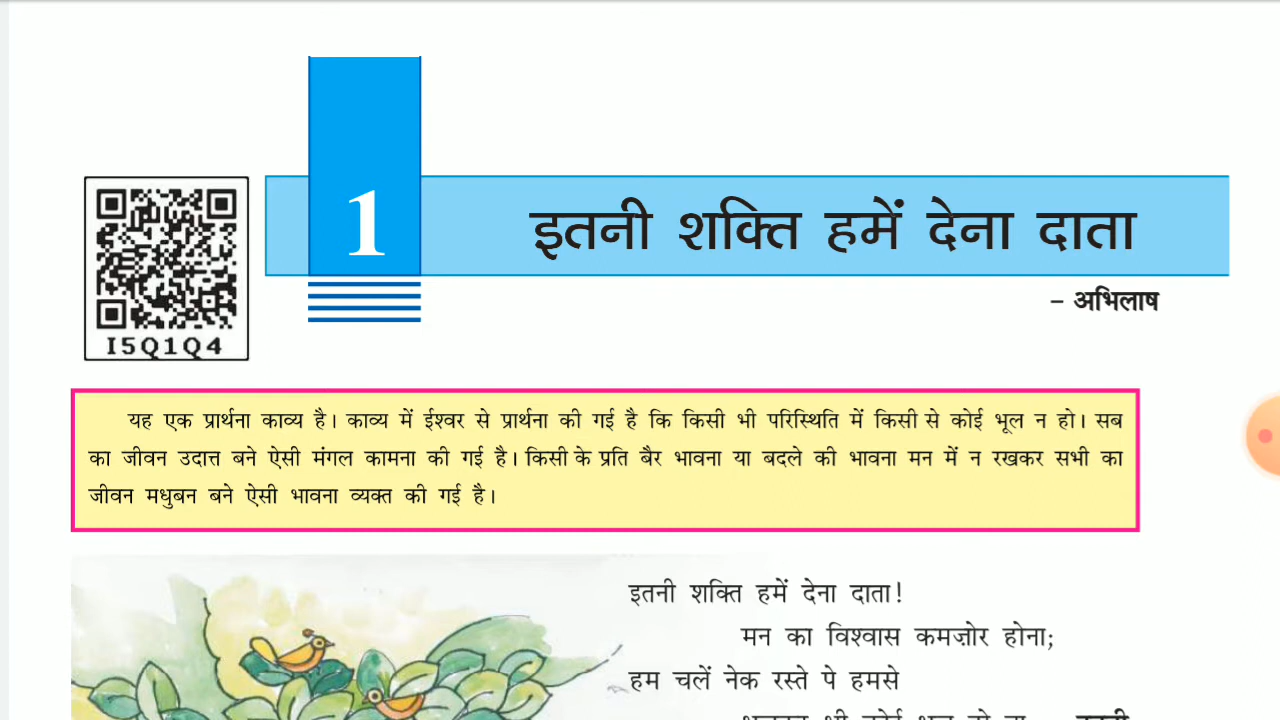 1
इतनी शक्ति हमें देना दाता
– अभिलाष
I5Q1Q4
यह एक प्रार्थना काव्य है। काव्य में ईश्वर से प्रार्थना की गई है कि किसी भी परिस्थिति में किसी से कोई भूल न हो। सब
का जीवन उदात्त बने ऐसी मंगल कामना की गई है। किसी के प्रति बैर भावना या बदले की भावना मन में न रखकर सभी का
जीवन मधुबन बने ऐसी भावना व्यक्त की गई है।
इतनी शक्ति हमें देना दाता!
मन का विश्वास कमज़ोर होना;
हम चलें नेक रस्ते पे हमसे